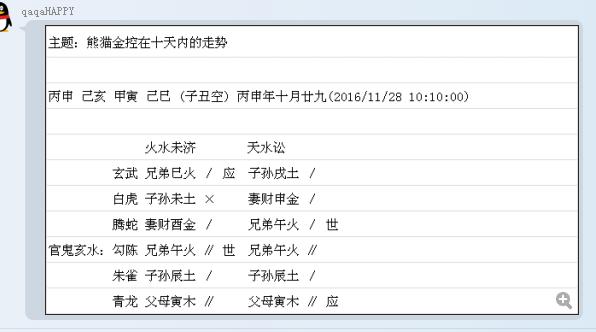 qaqaHAPPY
主题：熊猫金控在十天内的走势
丙申 己亥 甲寅 己巳 (子丑空) 丙申年十月廿九(2016/11/28 10:10:00)
火水未济 天水讼
玄武 兄弟巳火 / 应 子孙戌土 /
白虎 子孙未土 × 妻财申金 /
腾蛇 妻财酉金 / 兄弟午火 / 世
官鬼亥水：勾陈 兄弟午火 // 世 兄弟午火 //
朱雀 子孙辰土 / 子孙辰土 /
青龙 父母寅木 // 父母寅木 // 应